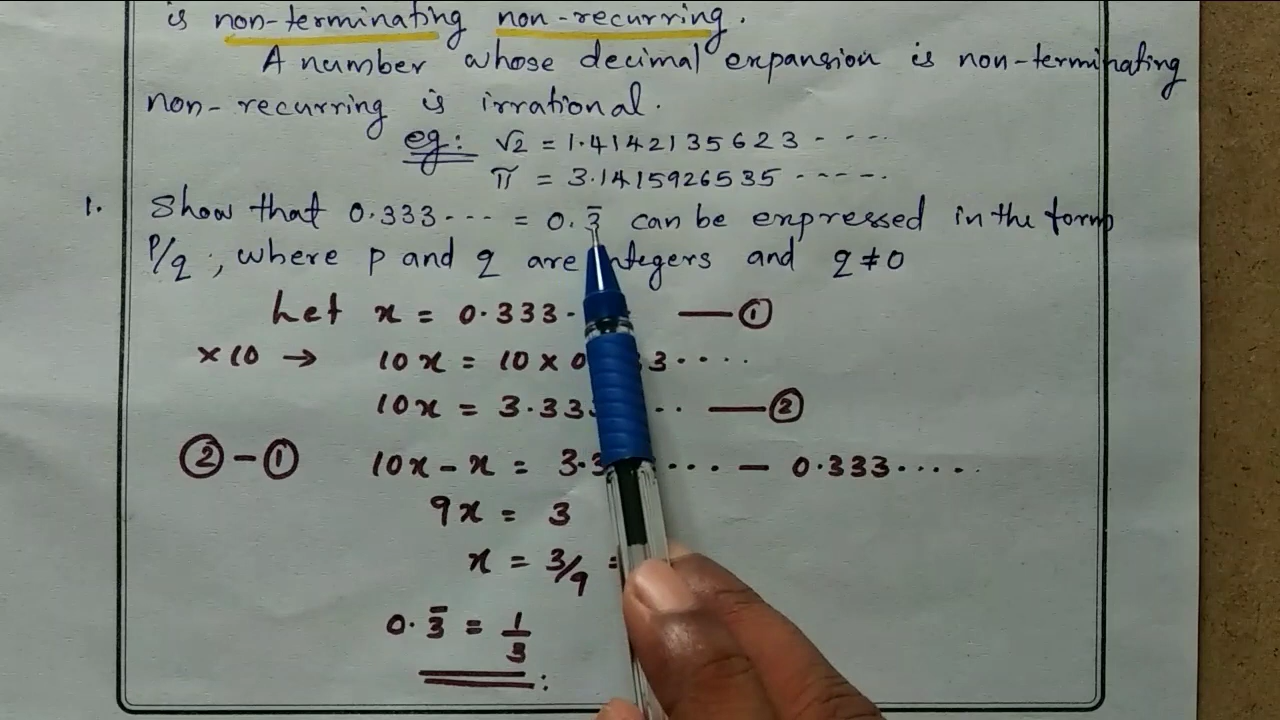 is non-terminating non-recurring.
A number whose decimal expansion is non-terminating
non-recurring is irrational.
eg: √2 = 1.4142135623 ----
π = 3.1415926535 -----.
1. Show that 0.333--- = 0.3̅ can be expressed in the form
p/q, where p and q are integers and q ≠ 0
Let x = 0.333. —①
×10 → 10x = 10 × 0 3....
10x = 3.33 .. —②
②-① 10x - x = 3.3 ... - 0.333.....
9x = 3
x = 3/9 =
0.3̅ = 1/3